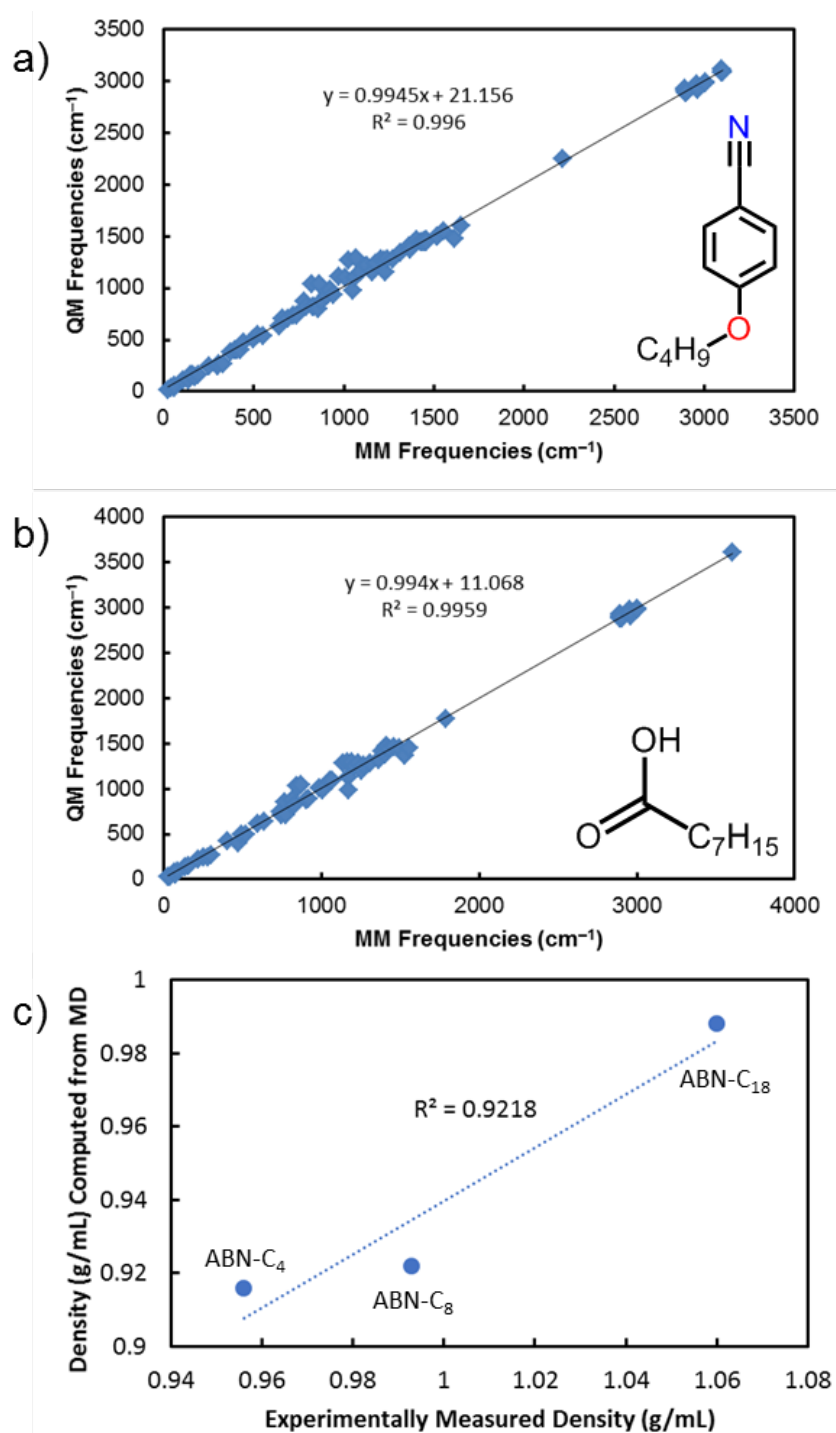 a)
QM Frequencies (cm⁻¹)
3500
3000
2500
2000
1500
1000
500
0
y = 0.9945x + 21.156
R² = 0.996
N
O
C₄H₉
0 500 1000 1500 2000 2500 3000 3500
MM Frequencies (cm⁻¹)
b)
QM Frequencies (cm⁻¹)
4000
3500
3000
2500
2000
1500
1000
500
0
y = 0.994x + 11.068
R² = 0.9959
OH
O
C₇H₁₅
0 1000 2000 3000 4000
MM Frequencies (cm⁻¹)
c)
Density (g/mL) Computed from MD
1
0.98
0.96
0.94
0.92
0.9
ABN-C₁₈
R² = 0.9218
ABN-C₄
ABN-C₈
0.94 0.96 0.98 1 1.02 1.04 1.06 1.08
Experimentally Measured Density (g/mL)